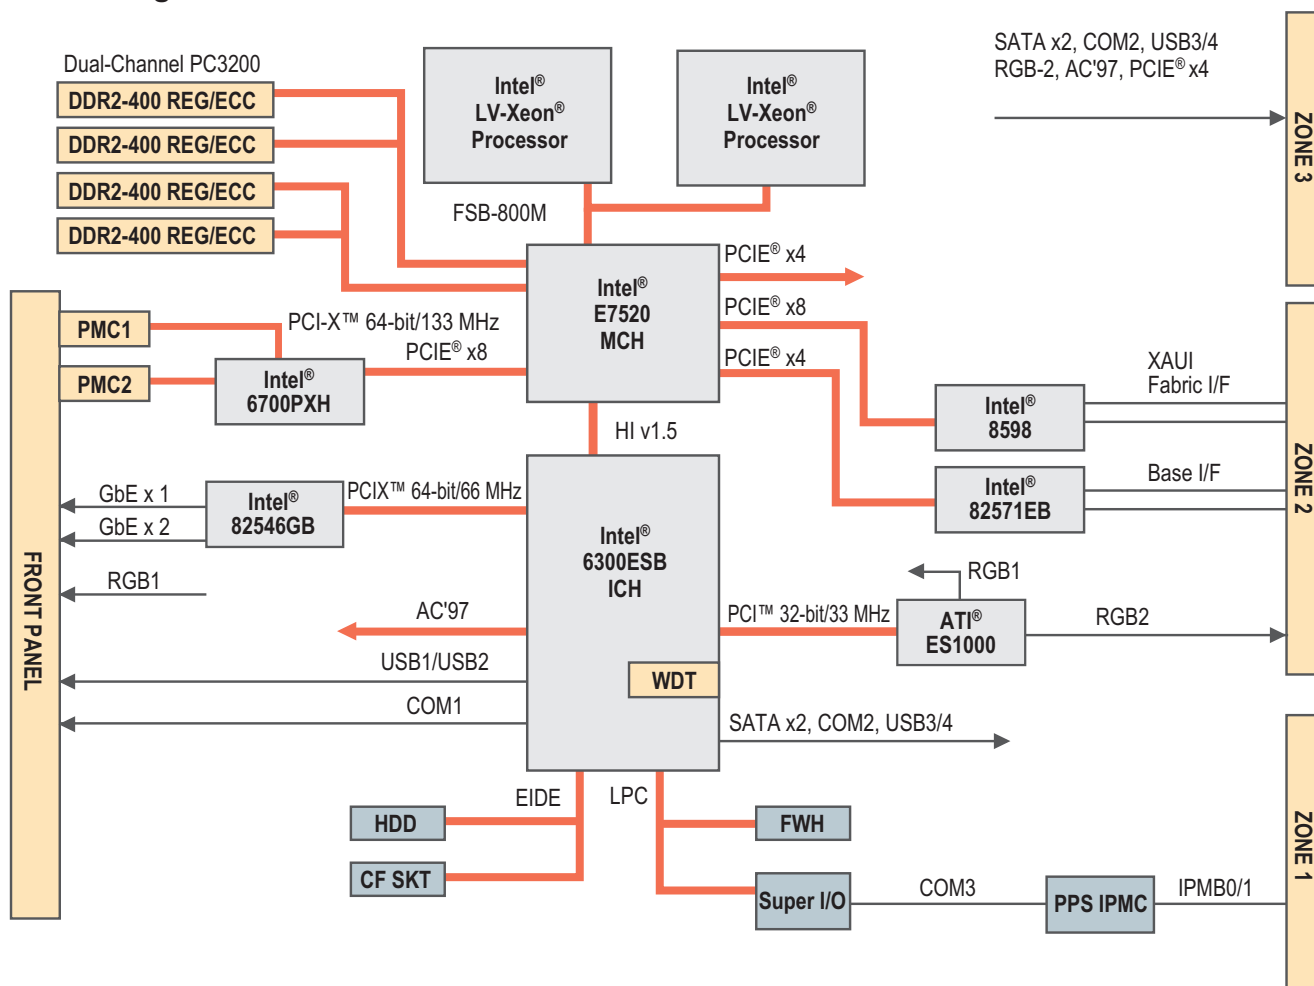 Dual-Channel PC3200
DDR2-400 REG/ECC
DDR2-400 REG/ECC
DDR2-400 REG/ECC
DDR2-400 REG/ECC
Intel®
LV-Xeon®
Processor
Intel®
LV-Xeon®
Processor
SATA x2, COM2, USB3/4
RGB-2, AC'97, PCIE® x4
ZONE 3
FSB-800M
Intel®
E7520
MCH
PCIE® x4
PCIE® x8
PCIE® x4
PMC1
PMC2
PCI-X™ 64-bit/133 MHz
PCIE® x8
Intel®
6700PXH
HI v1.5
XAUI
Fabric I/F
Intel®
8598
Base I/F
Intel®
82571EB
ZONE 2
FRONT PANEL
GbE x 1
GbE x 2
Intel®
82546GB
PCIX™ 64-bit/66 MHz
Intel®
6300ESB
ICH
RGB1
AC'97
USB1/USB2
COM1
WDT
PCI™ 32-bit/33 MHz
RGB1
ATI®
ES1000
RGB2
SATA x2, COM2, USB3/4
EIDE
LPC
HDD
CF SKT
FWH
Super I/O
COM3
PPS IPMC
IPMB0/1
ZONE 1